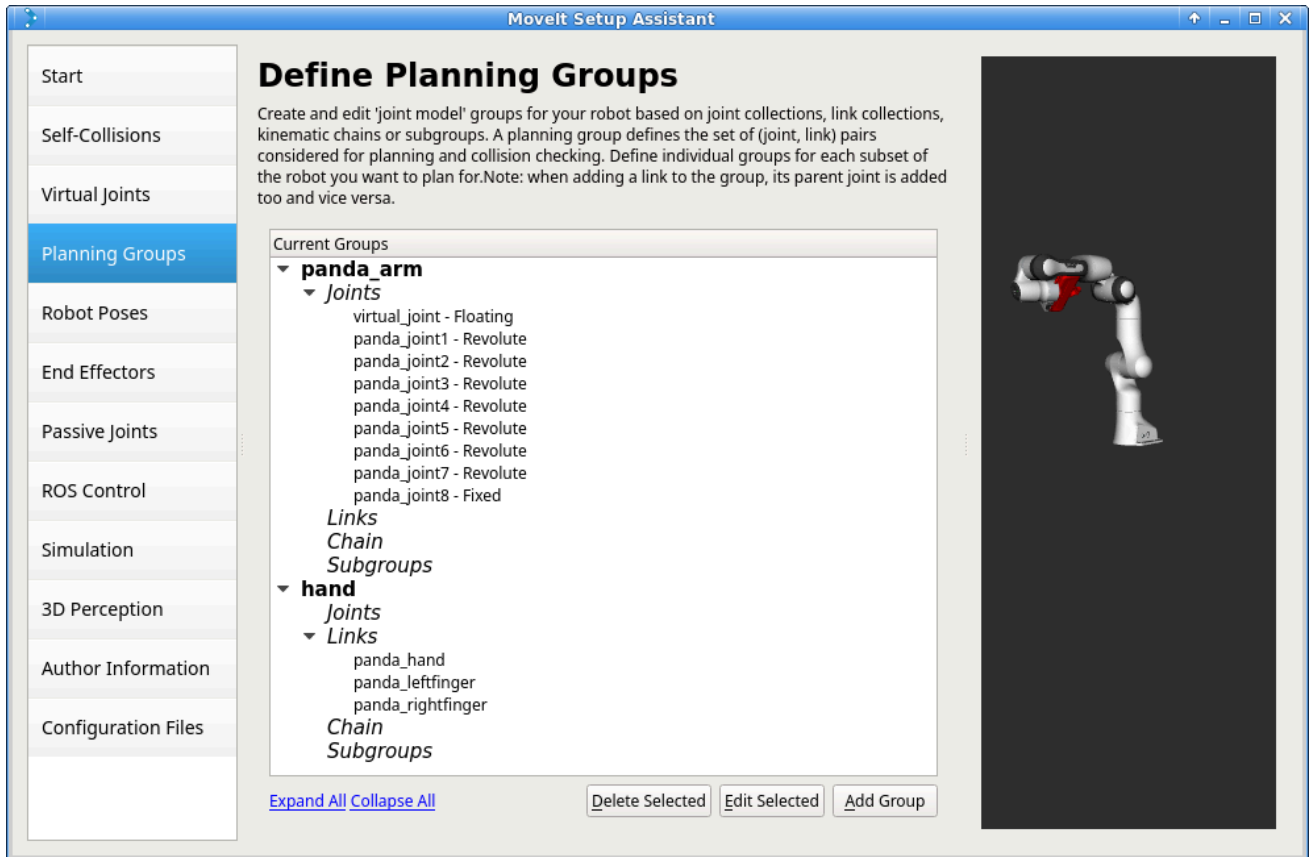 MoveIt Setup Assistant
Start
Self-Collisions
Virtual Joints
Planning Groups
Robot Poses
End Effectors
Passive Joints
ROS Control
Simulation
3D Perception
Author Information
Configuration Files
Define Planning Groups
Create and edit 'joint model' groups for your robot based on joint collections, link collections,
kinematic chains or subgroups. A planning group defines the set of (joint, link) pairs
considered for planning and collision checking. Define individual groups for each subset of
the robot you want to plan for.Note: when adding a link to the group, its parent joint is added
too and vice versa.
Current Groups
panda_arm
Joints
virtual_joint - Floating
panda_joint1 - Revolute
panda_joint2 - Revolute
panda_joint3 - Revolute
panda_joint4 - Revolute
panda_joint5 - Revolute
panda_joint6 - Revolute
panda_joint7 - Revolute
panda_joint8 - Fixed
Links
Chain
Subgroups
hand
Joints
Links
panda_hand
panda_leftfinger
panda_rightfinger
Chain
Subgroups
Expand All Collapse All
Delete Selected
Edit Selected
Add Group